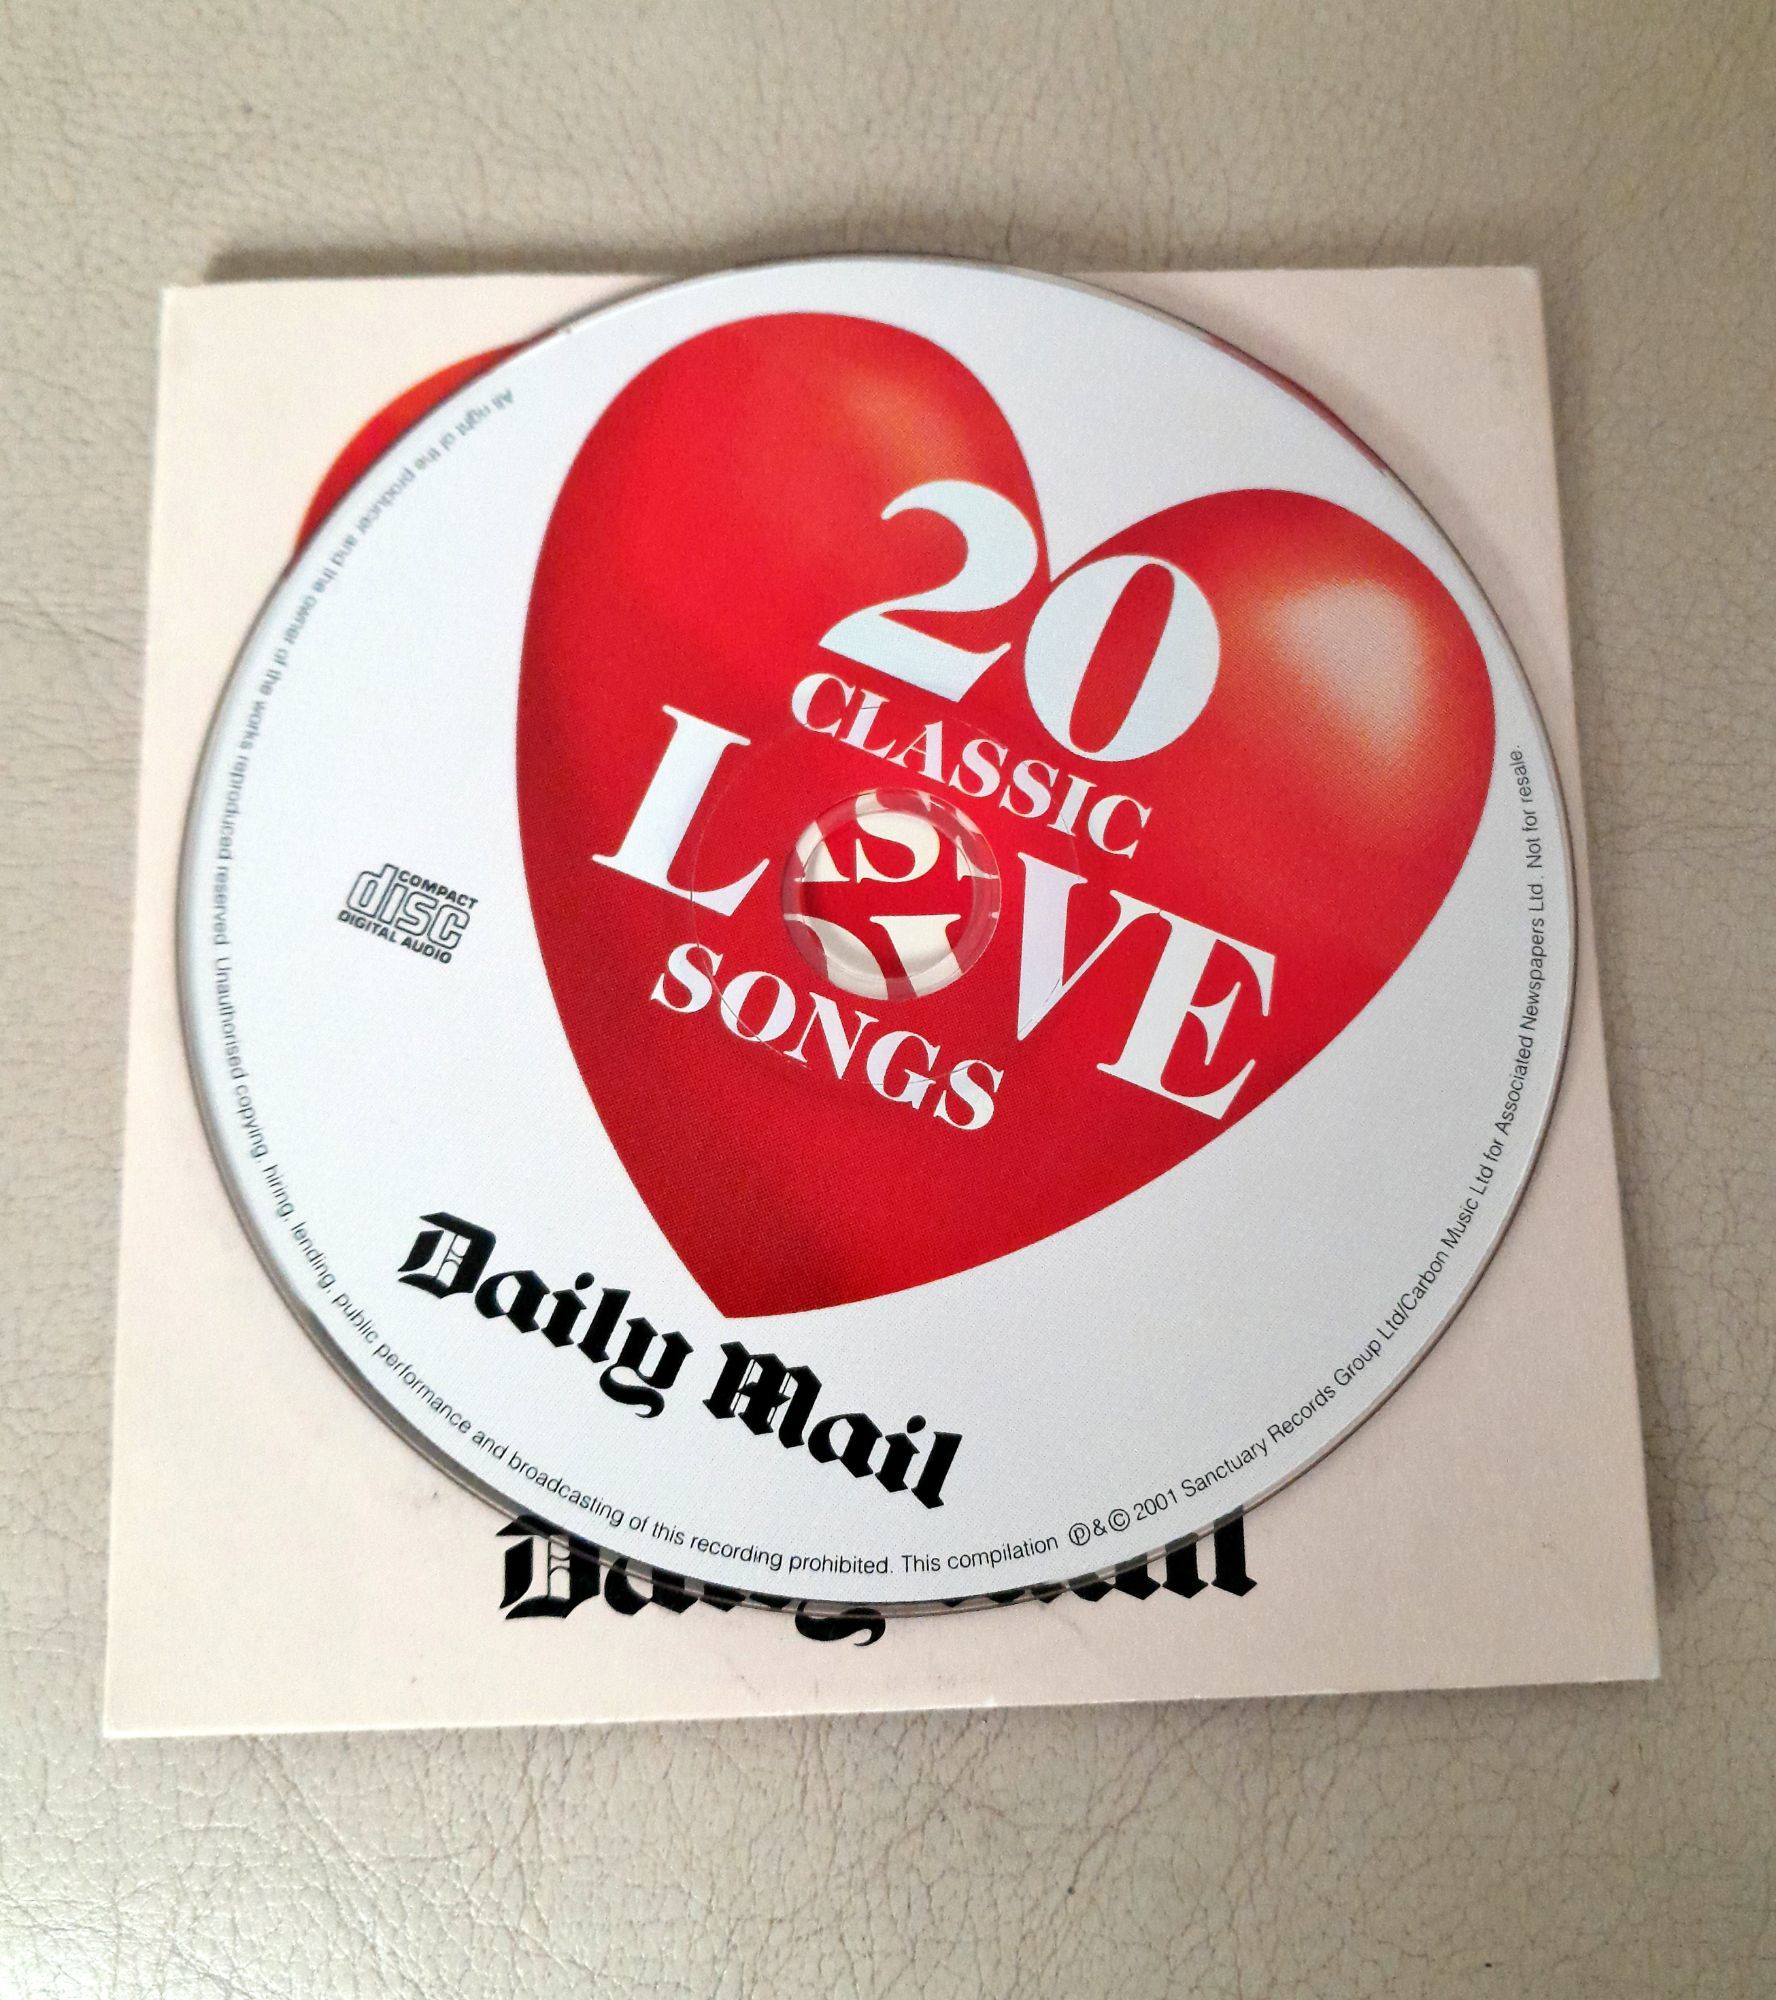 20
CLASSIC
LOVE
SONGS
COMPACT
disc
DIGITAL AUDIO
Daily Mail
All right of the producer and the owner of the works reproduced reserved. Unauthorised copying, hiring, lending, public performance and broadcasting of this recording prohibited. This compilation ℗ & © 2001 Sanctuary Records Group Ltd/Carbon Music Ltd for Associated Newspapers Ltd. Not for resale.